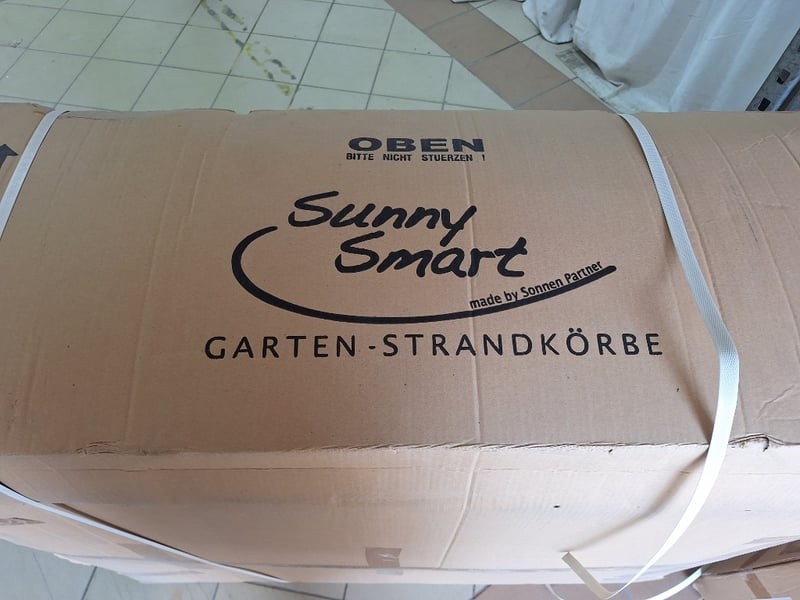 OBEN
BITTE NICHT STUERZEN !
Sunny
Smart
made by Sonnen Partner
GARTEN-STRANDKÖRBE